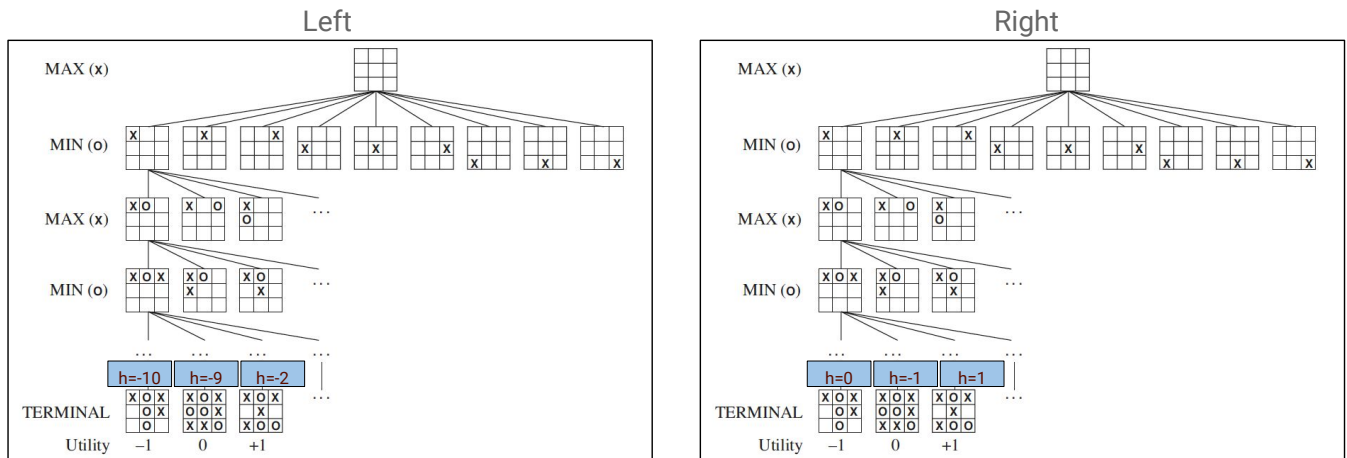 Left
MAX (x)
MIN (o)
x x x x x x x x x
MAX (x)
x o x o x ...
o
MIN (o)
x o x x o x o ...
x x
... ... ... ...
h=-10 h=-9 h=-2
x o x x o x x o x ...
TERMINAL o x o o x x
o x x o x o o
Utility –1 0 +1
Right
MAX (x)
MIN (o)
x x x x x x x x x
MAX (x)
x o x o x ...
o
MIN (o)
x o x x o x o ...
x x
... ... ... ...
h=0 h=-1 h=1
x o x x o x x o x ...
TERMINAL o x o o x x
o x x o x o o
Utility –1 0 +1